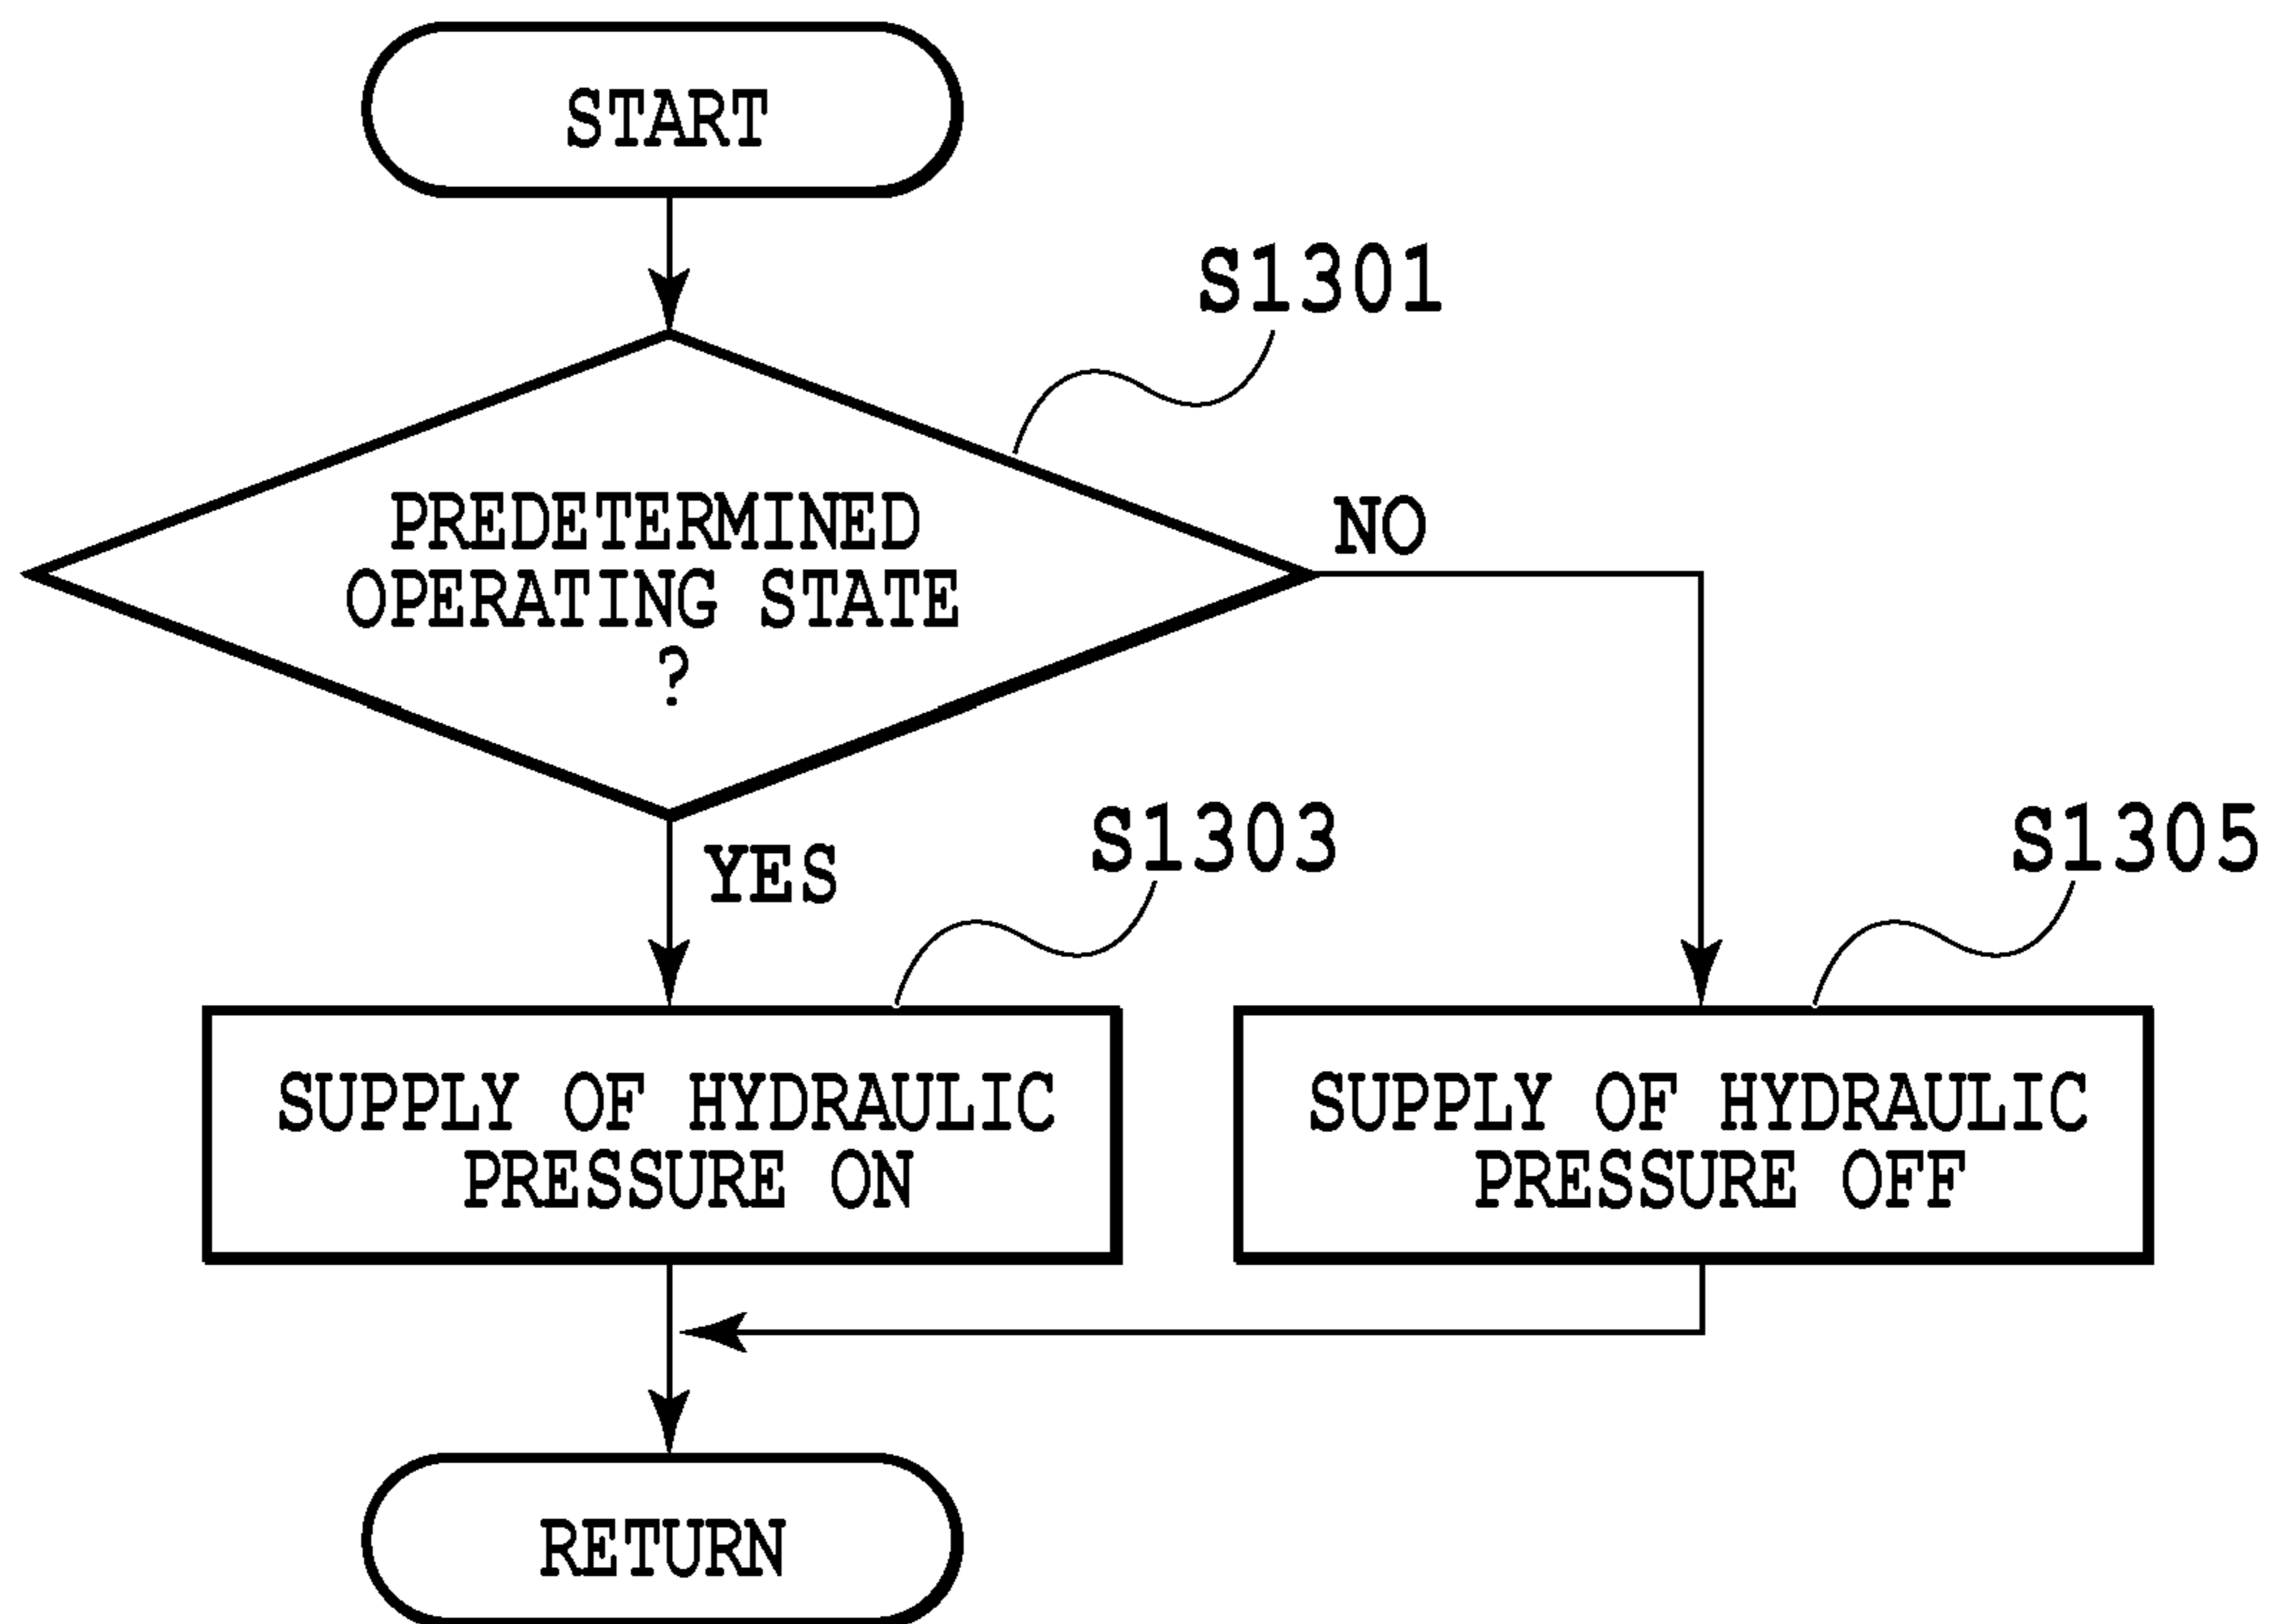 START
S1301
PREDETERMINED
OPERATING STATE
?
NO
YES
S1303
S1305
SUPPLY OF HYDRAULIC
PRESSURE ON
SUPPLY OF HYDRAULIC
PRESSURE OFF
RETURN